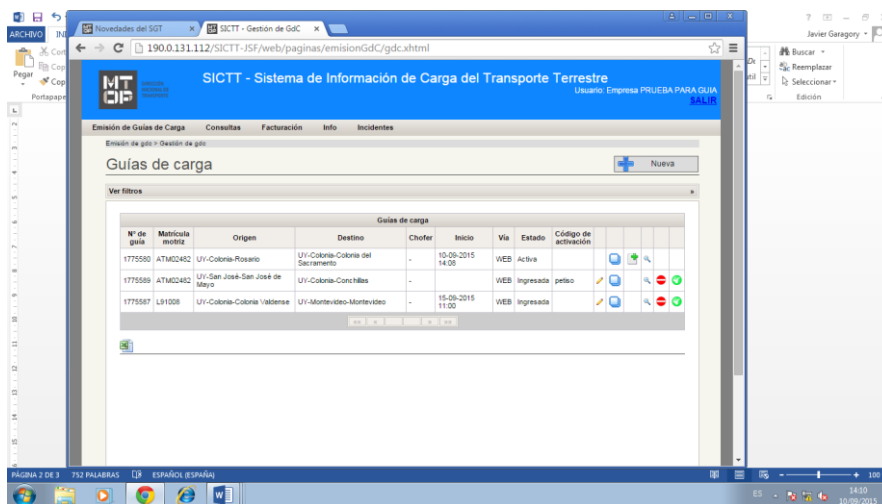 Novedades del SGT
SICTT - Gestión de GdC
ARCHIVO
Javier Garagory
190.0.131.112/SICTT-JSF/web/paginas/emisionGdC/gdc.xhtml
Pegar
Cort
Cop
Cop
Portapape
Buscar
Reemplazar
Seleccionar
Edición
MT
OP
SICTT - Sistema de Información de Carga del Transporte Terrestre
Usuario: Empresa PRUEBA PARA GUIA
SALIR
Emisión de Guías de Carga Consultas Facturación Info Incidentes
Emisión de gdc > Gestión de gdc
Guías de carga
Nueva
Ver filtros
Guías de carga
Nº de guía Matrícula motriz Origen Destino Chofer Inicio Vía Estado Código de activación
1775580 ATM02482 UY-Colonia-Rosario UY-Colonia-Colonia del Sacramento - 10-09-2015 14:08 WEB Activa
1775589 ATM02482 UY-San José-San José de Mayo UY-Colonia-Conchillas - WEB Ingresada petiso
1775587 L91008 UY-Colonia-Colonia Valdense UY-Montevideo-Montevideo - 15-09-2015 11:00 WEB Ingresada
PÁGINA 2 DE 3 752 PALABRAS ESPAÑOL (ESPAÑA)
100
ES
14:10
10/09/2015